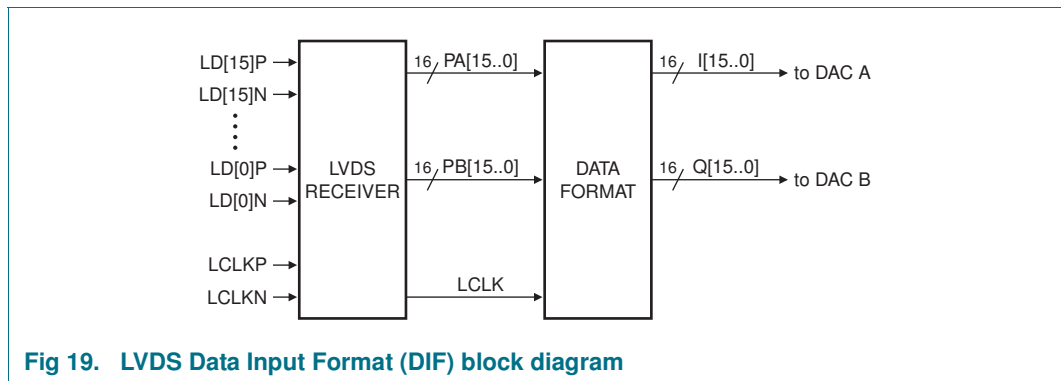 LD[15]P
LD[15]N
LD[0]P
LD[0]N
LCLKP
LCLKN
LVDS
RECEIVER
16 PA[15..0]
16 PB[15..0]
LCLK
DATA
FORMAT
16 I[15..0]
to DAC A
16 Q[15..0]
to DAC B
Fig 19. LVDS Data Input Format (DIF) block diagram